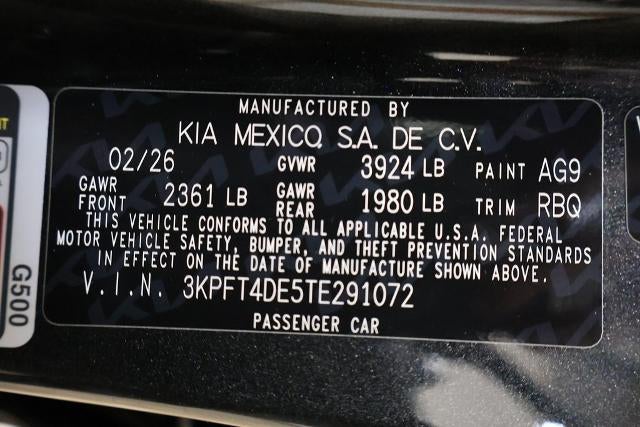 MANUFACTURED BY
KIA MEXICO S.A. DE C.V.
02/26 GVWR 3924 LB PAINT AG9
GAWR FRONT 2361 LB GAWR REAR 1980 LB TRIM RBQ
THIS VEHICLE CONFORMS TO ALL APPLICABLE U.S.A. FEDERAL
MOTOR VEHICLE SAFETY, BUMPER, AND THEFT PREVENTION STANDARDS
IN EFFECT ON THE DATE OF MANUFACTURE SHOWN ABOVE.
V.I.N. 3KPFT4DE5TE291072
PASSENGER CAR
G500